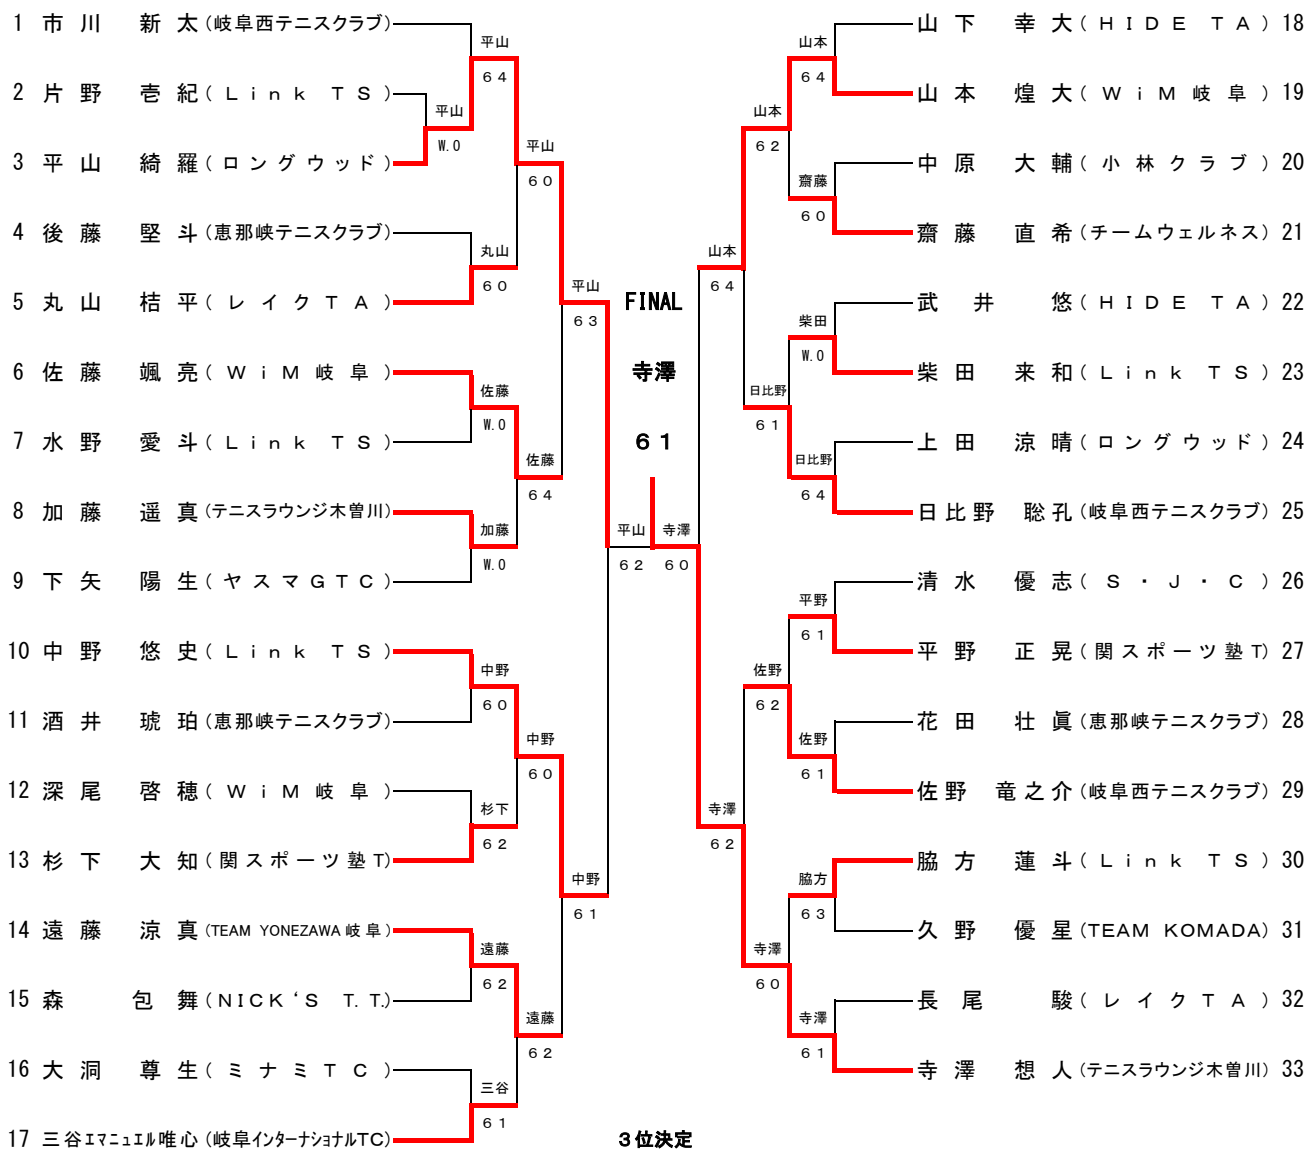 1 市川 新太 (岐阜西テニスクラブ)
2 片野 壱紀 (Link TS)
3 平山 綺羅 (ロングウッド)
4 後藤 堅斗 (恵那峡テニスクラブ)
5 丸山 桔平 (レイクTA)
6 佐藤 颯亮 (WiM岐阜)
7 水野 愛斗 (Link TS)
8 加藤 遥真 (テニスラウンジ木曽川)
9 下矢 陽生 (ヤスマGTC)
10 中野 悠史 (Link TS)
11 酒井 琥珀 (恵那峡テニスクラブ)
12 深尾 啓穂 (WiM岐阜)
13 杉下 大知 (関スポーツ塾T)
14 遠藤 涼真 (TEAM YONEZAWA岐阜)
15 森 包舞 (NICK'S T.T.)
16 大洞 尊生 (ミナミTC)
17 三谷エマニュエル唯心 (岐阜インターナショナルTC)
平山
W.0
平山
64
丸山
60
佐藤
W.0
加藤
W.0
中野
60
杉下
62
遠藤
62
三谷
61
平山
60
佐藤
64
中野
60
遠藤
62
平山
63
中野
61
平山
62
FINAL
寺澤
61
3位決定
寺澤
60
山本
64
寺澤
62
山本
62
日比野
61
佐野
62
寺澤
60
山本
64
齋藤
60
柴田
W.0
日比野
64
平野
61
佐野
61
脇方
63
寺澤
61
山下 幸大 (HIDE TA) 18
山本 煌大 (WiM岐阜) 19
中原 大輔 (小林クラブ) 20
齋藤 直希 (チームウェルネス) 21
武井 悠 (HIDE TA) 22
柴田 来和 (Link TS) 23
上田 涼晴 (ロングウッド) 24
日比野 聡孔 (岐阜西テニスクラブ) 25
清水 優志 (S・J・C) 26
平野 正晃 (関スポーツ塾T) 27
花田 壮眞 (恵那峡テニスクラブ) 28
佐野 竜之介 (岐阜西テニスクラブ) 29
脇方 蓮斗 (Link TS) 30
久野 優星 (TEAM KOMADA) 31
長尾 駿 (レイクTA) 32
寺澤 想人 (テニスラウンジ木曽川) 33